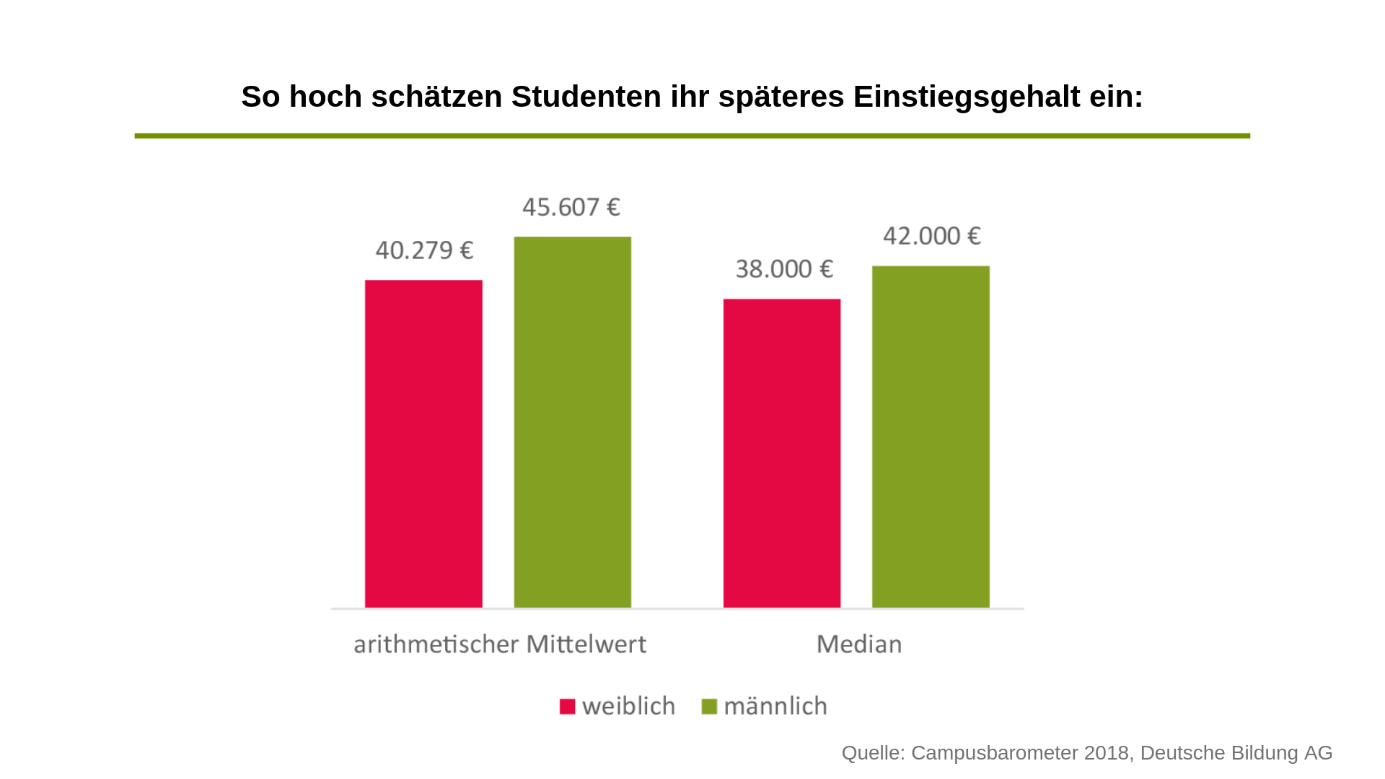 So hoch schätzen Studenten ihr späteres Einstiegsgehalt ein:
45.607 €
40.279 €
42.000 €
38.000 €
arithmetischer Mittelwert
Median
weiblich
männlich
Quelle: Campusbarometer 2018, Deutsche Bildung AG